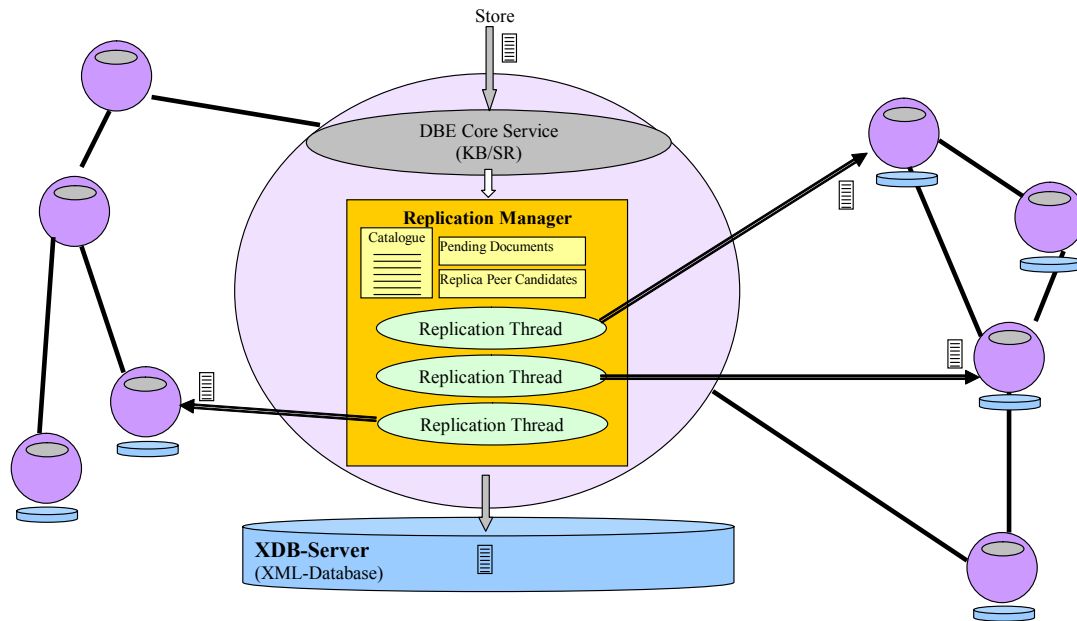 Store
DBE Core Service
(KB/SR)
Replication Manager
Catalogue
Pending Documents
Replica Peer Candidates
Replication Thread
Replication Thread
Replication Thread
XDB-Server
(XML-Database)